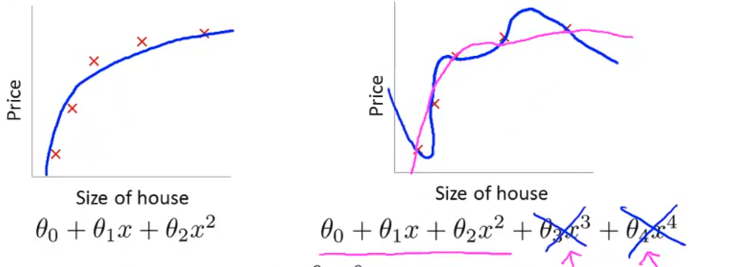 Price
Size of house
θ₀ + θ₁x + θ₂x²
Price
Size of house
θ₀ + θ₁x + θ₂x² + θ₃x³ + θ₄x⁴